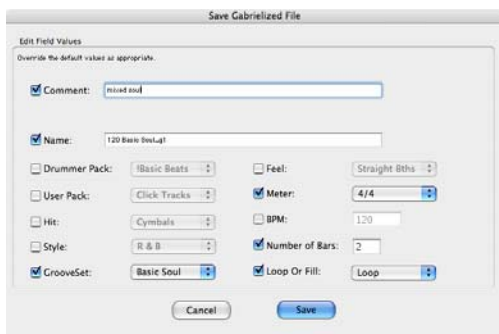 Save Gabrielized File
Edit Field Values
Override the default values as appropriate.
Comment: mixed soul
Name: 120 Basic Soul_g1
Drummer Pack: !Basic Beats Feel: Straight 8ths
User Pack: Click Tracks Meter: 4/4
Hit: Cymbals BPM: 120
Style: R & B Number of Bars: 2
GrooveSet: Basic Soul Loop Or Fill: Loop
Cancel Save